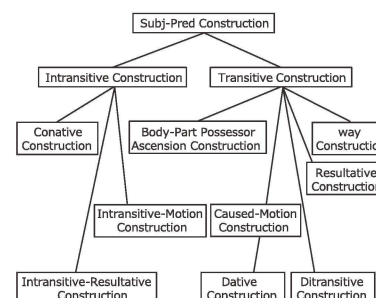 Subj-Pred Construction
Intransitive Construction
Transitive Construction
Conative
Construction
Body-Part Possessor
Ascension Construction
way
Constructio
Resultative
Construction
Intransitive-Motion
Construction
Caused-Motion
Construction
Intransitive-Resultative
Construction
Dative
Construction
Ditransitive
Construction